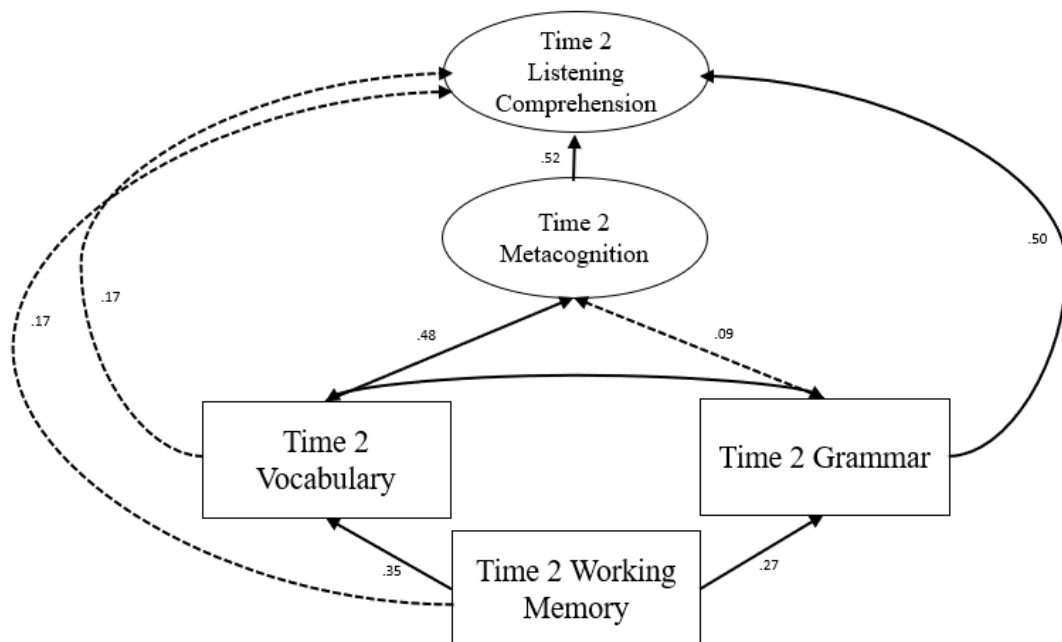 Time 2
Listening
Comprehension
.52
Time 2
Metacognition
.50
.17
.17
.48
.09
Time 2
Vocabulary
Time 2 Grammar
.35
Time 2 Working
Memory
.27